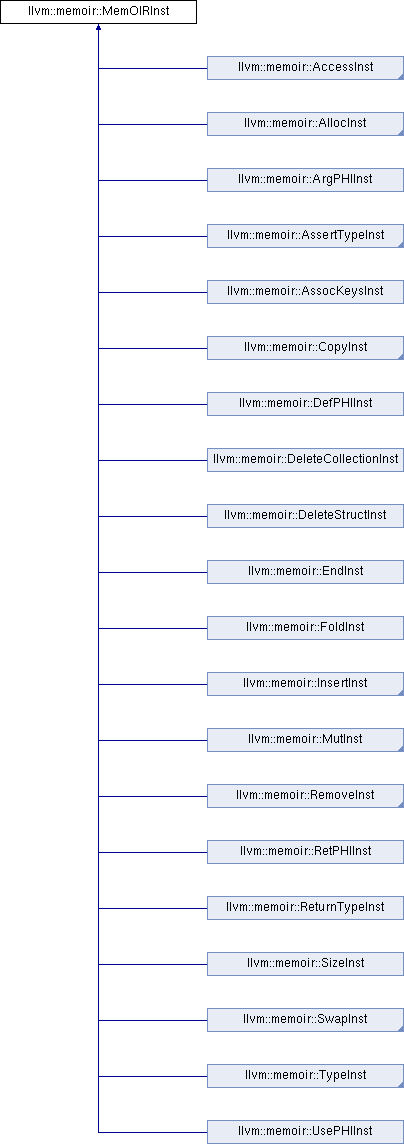 llvm::memoir::MemOIRInst
llvm::memoir::AccessInst
llvm::memoir::AllocInst
llvm::memoir::ArgPHIInst
llvm::memoir::AssertTypeInst
llvm::memoir::AssocKeysInst
llvm::memoir::CopyInst
llvm::memoir::DefPHIInst
llvm::memoir::DeleteCollectionInst
llvm::memoir::DeleteStructInst
llvm::memoir::EndInst
llvm::memoir::FoldInst
llvm::memoir::InsertInst
llvm::memoir::MutInst
llvm::memoir::RemoveInst
llvm::memoir::RetPHIInst
llvm::memoir::ReturnTypeInst
llvm::memoir::SizeInst
llvm::memoir::SwapInst
llvm::memoir::TypeInst
llvm::memoir::UsePHIInst